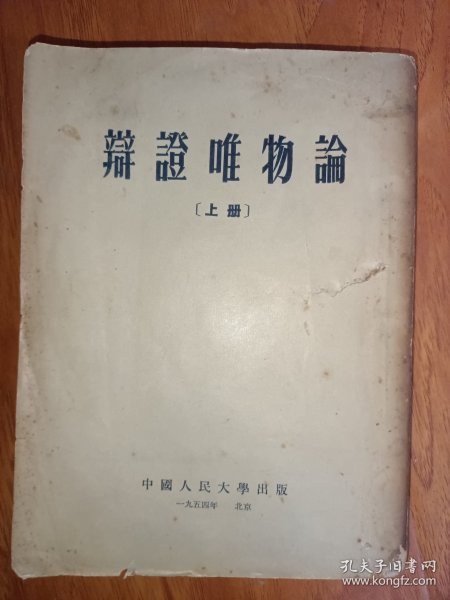 辯證唯物論
〔上册〕
中國人民大學出版
一九五四年 北京
孔夫子旧书网
www.kongfz.com